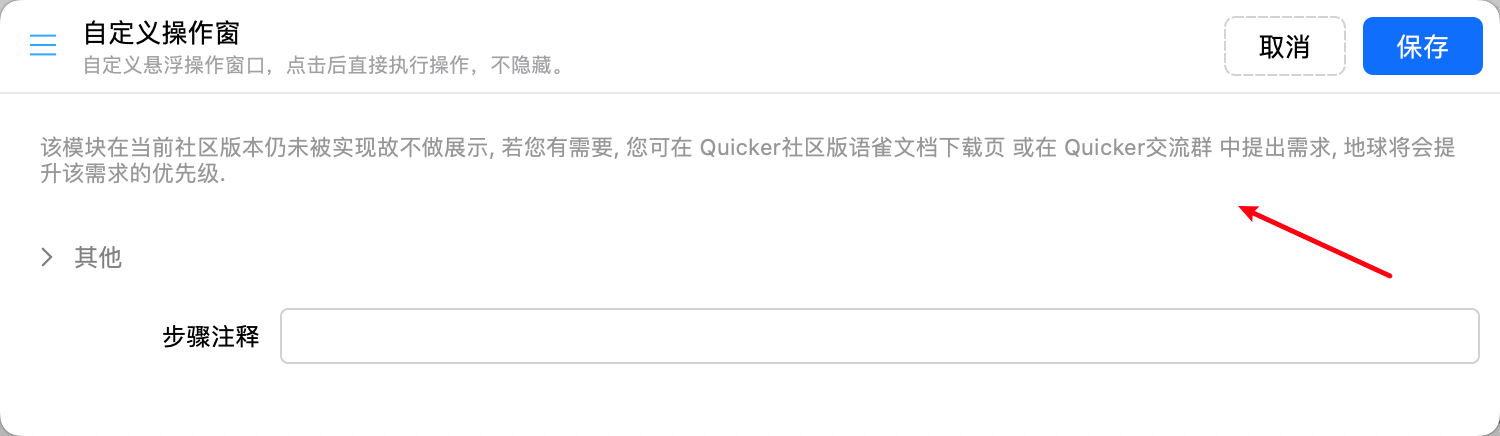 自定义操作窗
自定义悬浮操作窗口，点击后直接执行操作，不隐藏。
取消
保存
该模块在当前社区版本仍未被实现故不做展示, 若您有需要, 您可在 Quicker社区版语雀文档下载页 或在 Quicker交流群 中提出需求, 地球将会提
升该需求的优先级.
其他
步骤注释